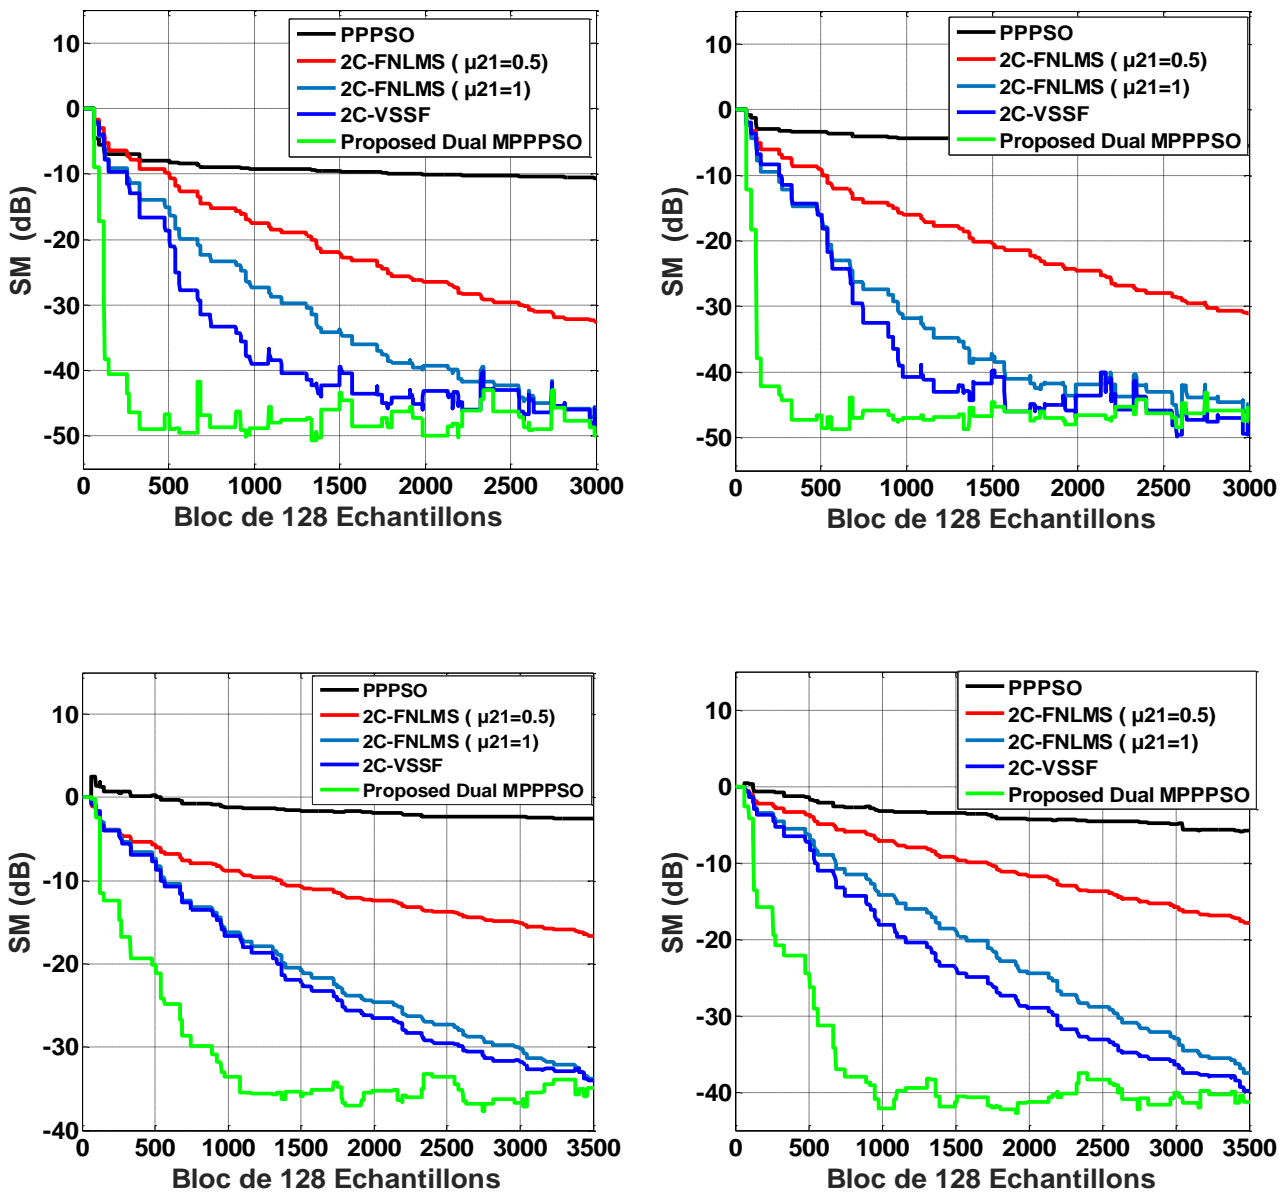 PPPSO
2C-FNLMS ( µ21=0.5)
2C-FNLMS ( µ21=1)
2C-VSSF
Proposed Dual MPPPSO
10
0
-10
-20
-30
-40
-50
SM (dB)
0 500 1000 1500 2000 2500 3000
Bloc de 128 Echantillons
PPPSO
2C-FNLMS ( µ21=0.5)
2C-FNLMS ( µ21=1)
2C-VSSF
Proposed Dual MPPPSO
10
0
-10
-20
-30
-40
-50
SM (dB)
0 500 1000 1500 2000 2500 3000
Bloc de 128 Echantillons
PPPSO
2C-FNLMS ( µ21=0.5)
2C-FNLMS ( µ21=1)
2C-VSSF
Proposed Dual MPPPSO
10
0
-10
-20
-30
-40
SM (dB)
0 500 1000 1500 2000 2500 3000 3500
Bloc de 128 Echantillons
PPPSO
2C-FNLMS ( µ21=0.5)
2C-FNLMS ( µ21=1)
2C-VSSF
Proposed Dual MPPPSO
10
0
-10
-20
-30
-40
SM (dB)
0 500 1000 1500 2000 2500 3000 3500
Bloc de 128 Echantillons